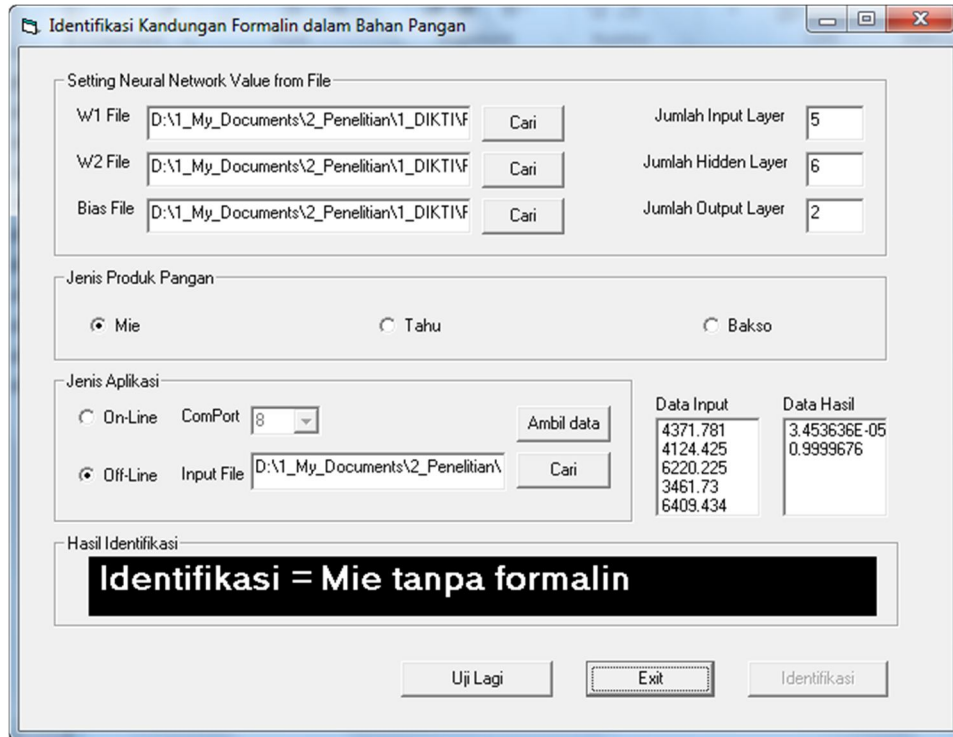 Identifikasi Kandungan Formalin dalam Bahan Pangan
Setting Neural Network Value from File
W1 File D:\1_My_Documents\2_Penelitian\1_DIKTI\F Cari Jumlah Input Layer 5
W2 File D:\1_My_Documents\2_Penelitian\1_DIKTI\F Cari Jumlah Hidden Layer 6
Bias File D:\1_My_Documents\2_Penelitian\1_DIKTI\F Cari Jumlah Output Layer 2
Jenis Produk Pangan
Mie Tahu Bakso
Jenis Aplikasi
On-Line ComPort 8 Ambil data
Off-Line Input File D:\1_My_Documents\2_Penelitian\ Cari
Data Input
4371.781
4124.425
6220.225
3461.73
6409.434
Data Hasil
3.453636E-05
0.9999676
Hasil Identifikasi
Identifikasi = Mie tanpa formalin
Uji Lagi Exit Identifikasi